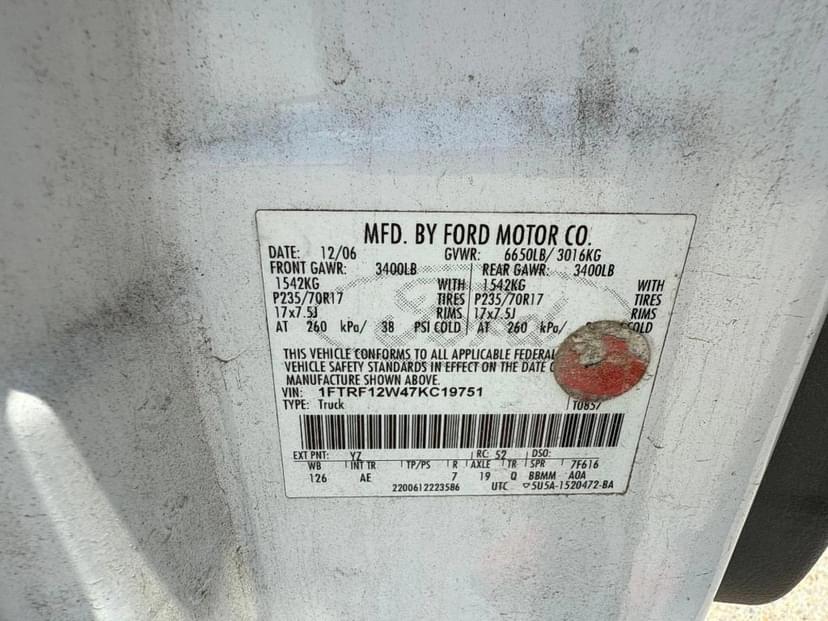 MFD. BY FORD MOTOR CO.
DATE: 12/06 GVWR: 6650LB/ 3016KG
FRONT GAWR: 3400LB REAR GAWR: 3400LB
1542KG WITH 1542KG WITH
P235/70R17 TIRES P235/70R17 TIRES
17x7.5J RIMS 17x7.5J RIMS
AT 260 kPa/ 38 PSI COLD AT 260 kPa/ COLD
THIS VEHICLE CONFORMS TO ALL APPLICABLE FEDERAL
VEHICLE SAFETY STANDARDS IN EFFECT ON THE DATE
MANUFACTURE SHOWN ABOVE.
VIN: 1FTRF12W47KC19751
TYPE: Truck T0857
EXT PNT: YZ RC: 52 DSO:
WB INT TR TP/PS R AXLE TR SPR 7F616
126 AE 7 19 Q BBMM AOA
2200612223586 UTC 5U5A-1520472-BA
Ford